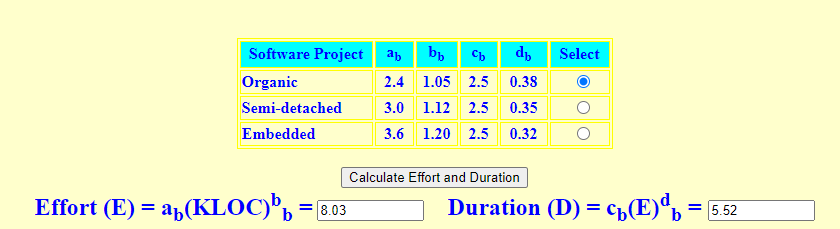 Software Project ab bb cb db Select
Organic 2.4 1.05 2.5 0.38
Semi-detached 3.0 1.12 2.5 0.35
Embedded 3.6 1.20 2.5 0.32
Calculate Effort and Duration
Effort (E) = ab(KLOC)bb = 8.03 Duration (D) = cb(E)db = 5.52